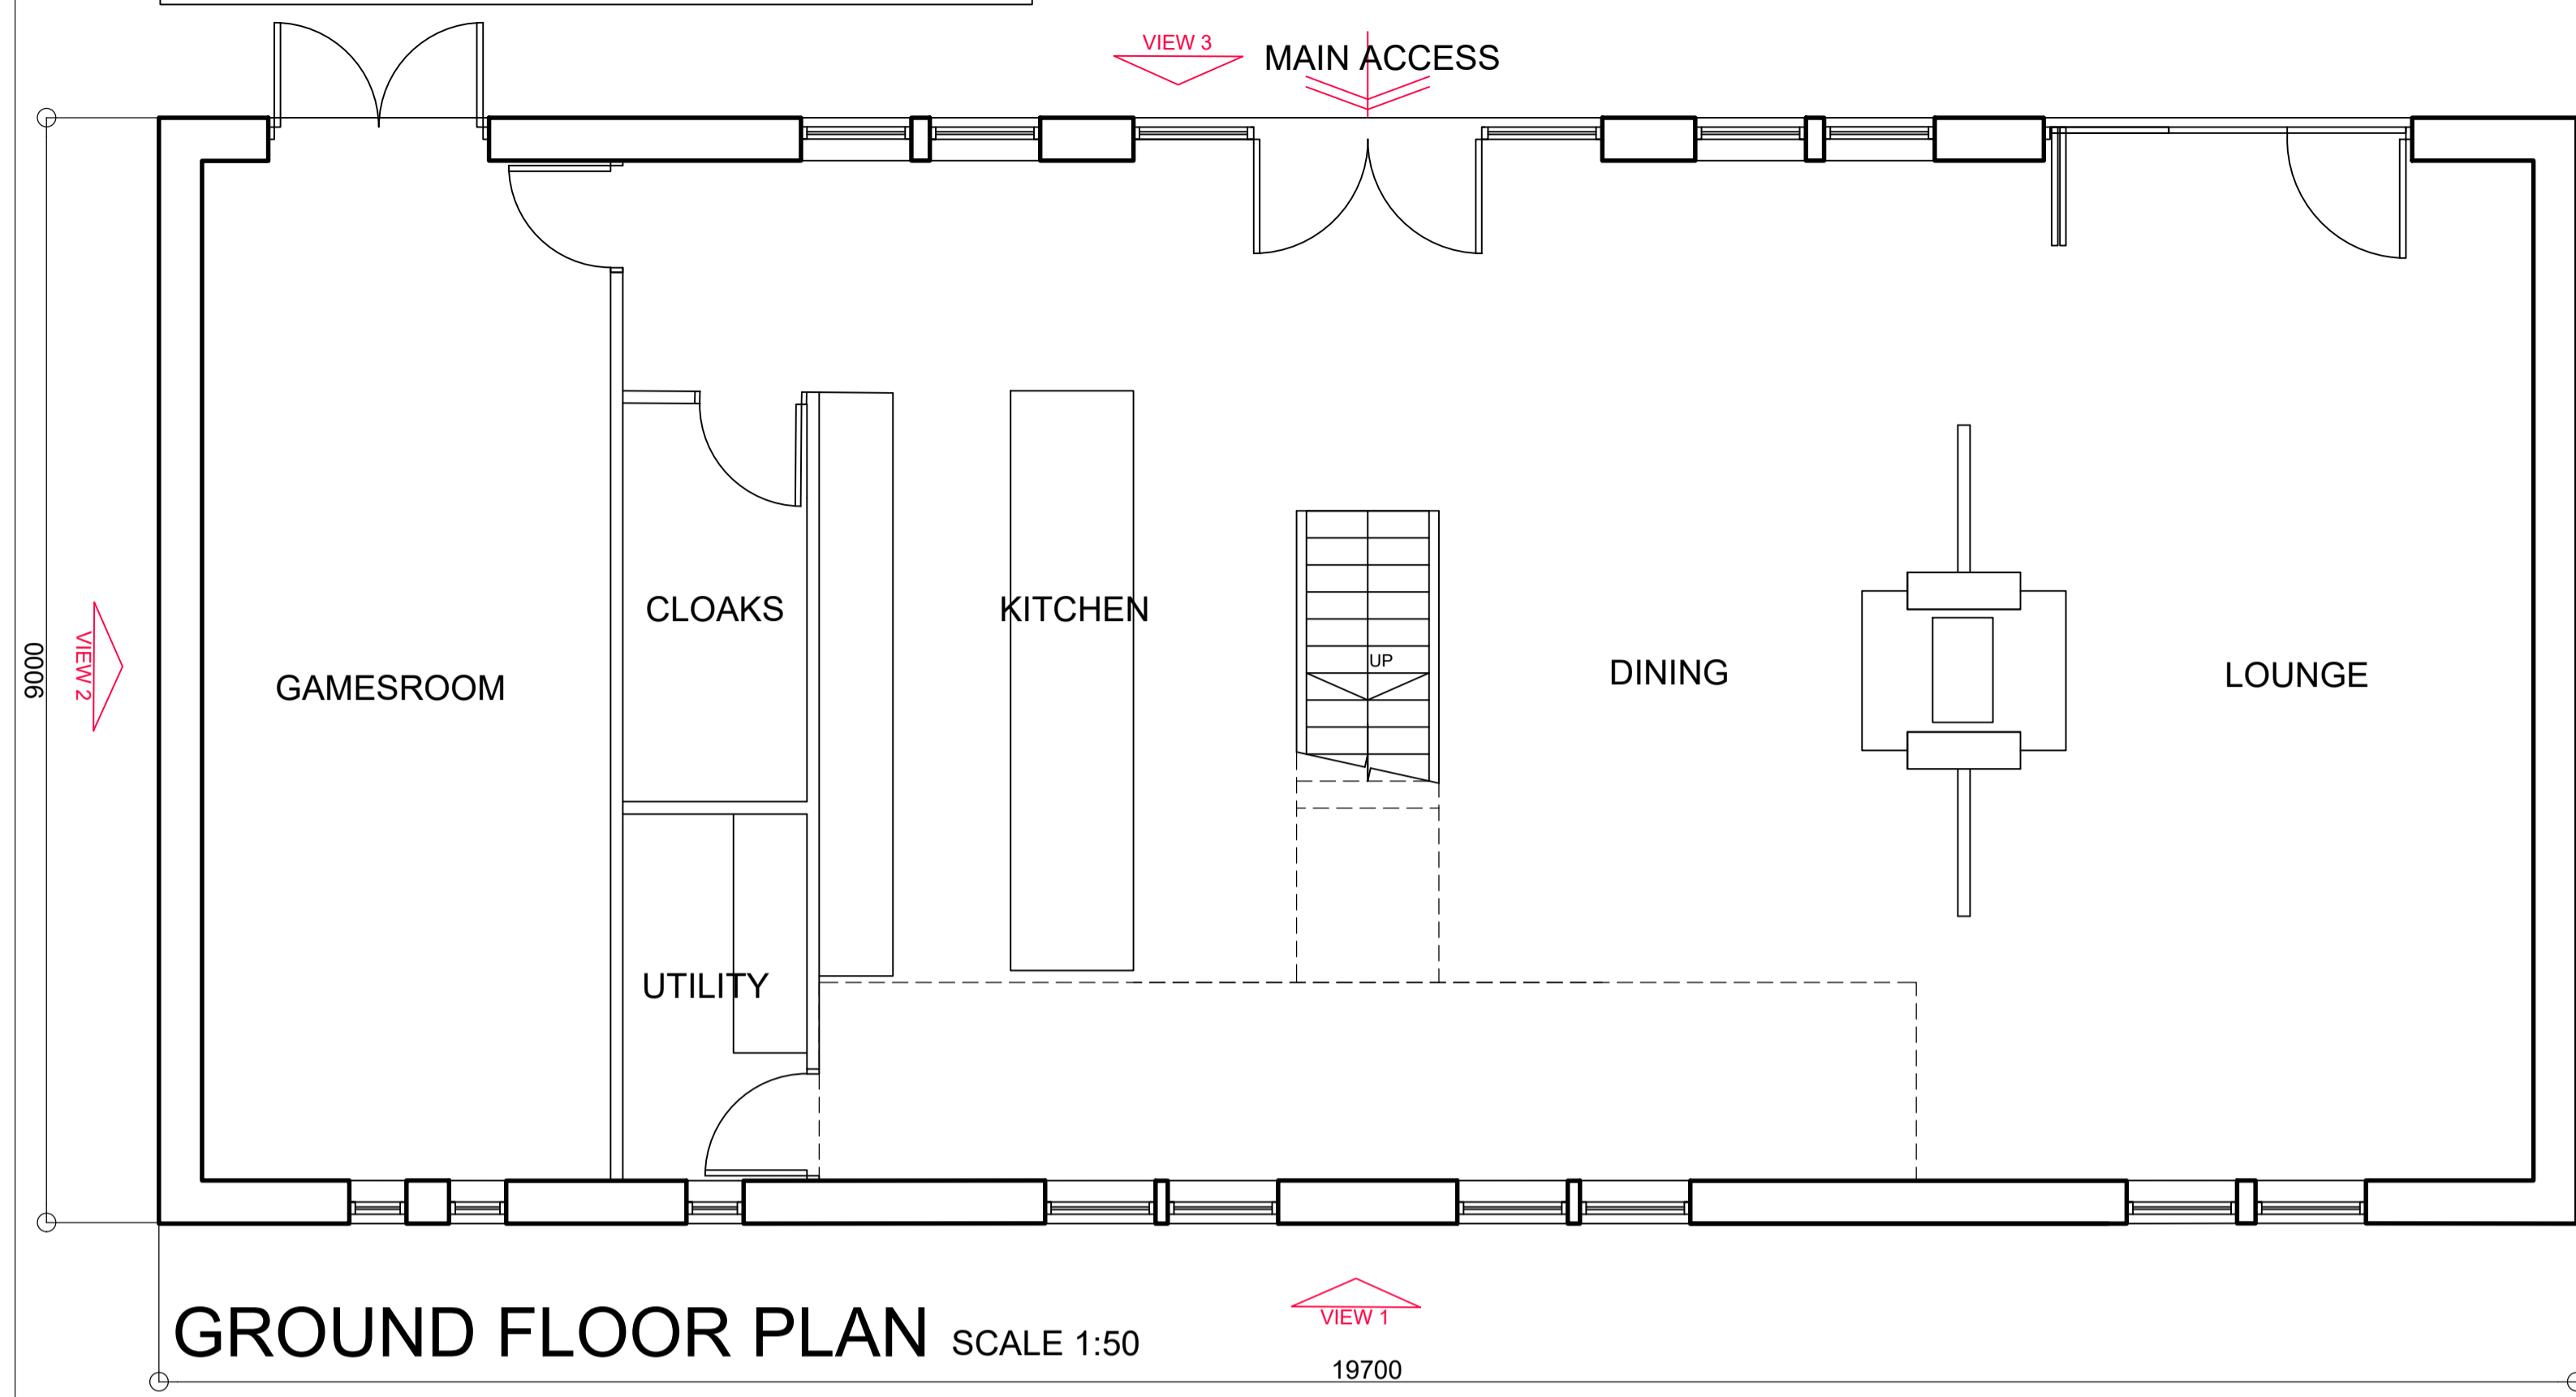 VIEW 3
MAIN ACCESS
CLOAKS
KITCHEN
9000
VIEW 2
UP
GAMESROOM
DINING
LOUNGE
UTILITY
GROUND FLOOR PLAN SCALE 1:50
VIEW 1
19700